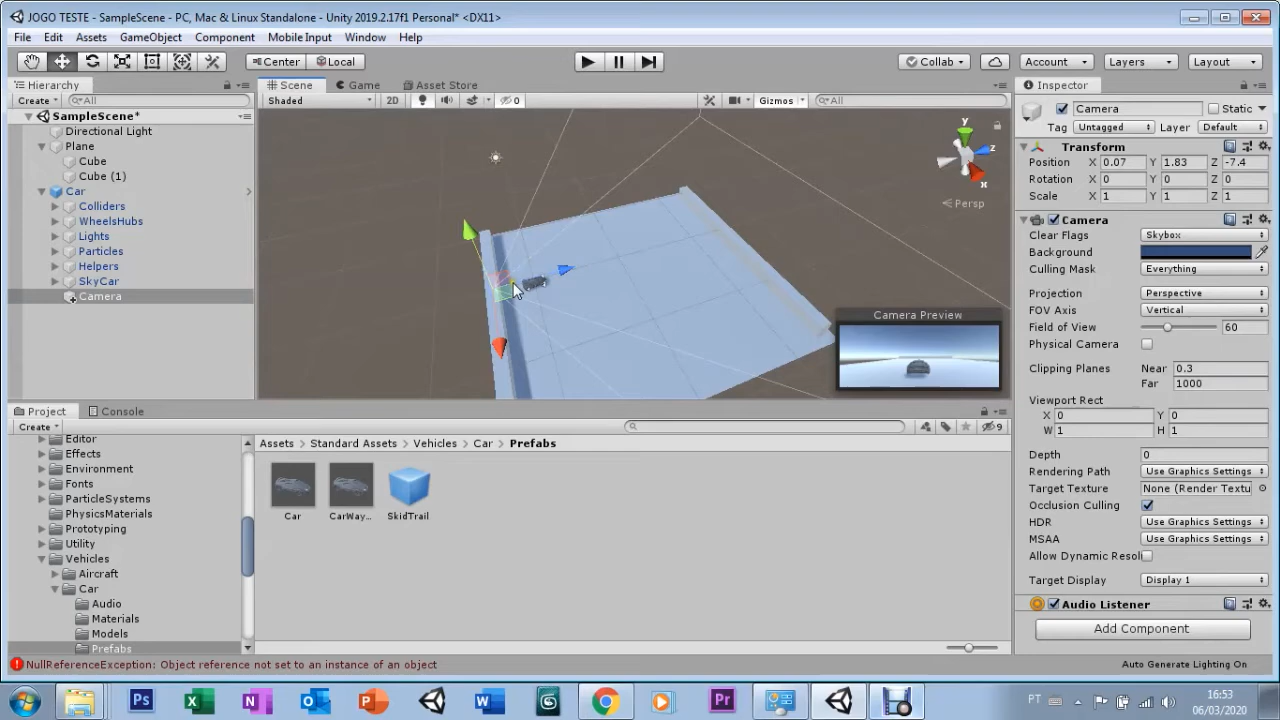 JOGO TESTE - SampleScene - PC, Mac & Linux Standalone - Unity 2019.2.17f1 Personal* <DX11>
File Edit Assets GameObject Component Mobile Input Window Help
Center Local Collab Account Layers Layout
Hierarchy
Create All
SampleScene*
Directional Light
Plane
Cube
Cube (1)
Car
Colliders
WheelsHubs
Lights
Particles
Helpers
SkyCar
Camera
Scene Game Asset Store
Shaded 2D 0 Gizmos All
y
z
x
Persp
Camera Preview
Inspector
Camera Static
Tag Untagged Layer Default
Transform
Position X 0.07 Y 1.83 Z -7.4
Rotation X 0 Y 0 Z 0
Scale X 1 Y 1 Z 1
Camera
Clear Flags Skybox
Background
Culling Mask Everything
Projection Perspective
FOV Axis Vertical
Field of View 60
Physical Camera
Clipping Planes Near 0.3
Far 1000
Viewport Rect
X 0 Y 0
W 1 H 1
Depth 0
Rendering Path Use Graphics Settings
Target Texture None (Render Textu
Occlusion Culling
HDR Use Graphics Settings
MSAA Use Graphics Settings
Allow Dynamic Resol
Target Display Display 1
Audio Listener
Add Component
Project Console
Create 9
Editor
Effects
Environment
Fonts
ParticleSystems
PhysicsMaterials
Prototyping
Utility
Vehicles
Aircraft
Car
Audio
Materials
Models
Prefabs
Assets Standard Assets Vehicles Car Prefabs
Car CarWay... SkidTrail
NullReferenceException: Object reference not set to an instance of an object
Auto Generate Lighting On
Ps Pr PT 16:53
06/03/2020